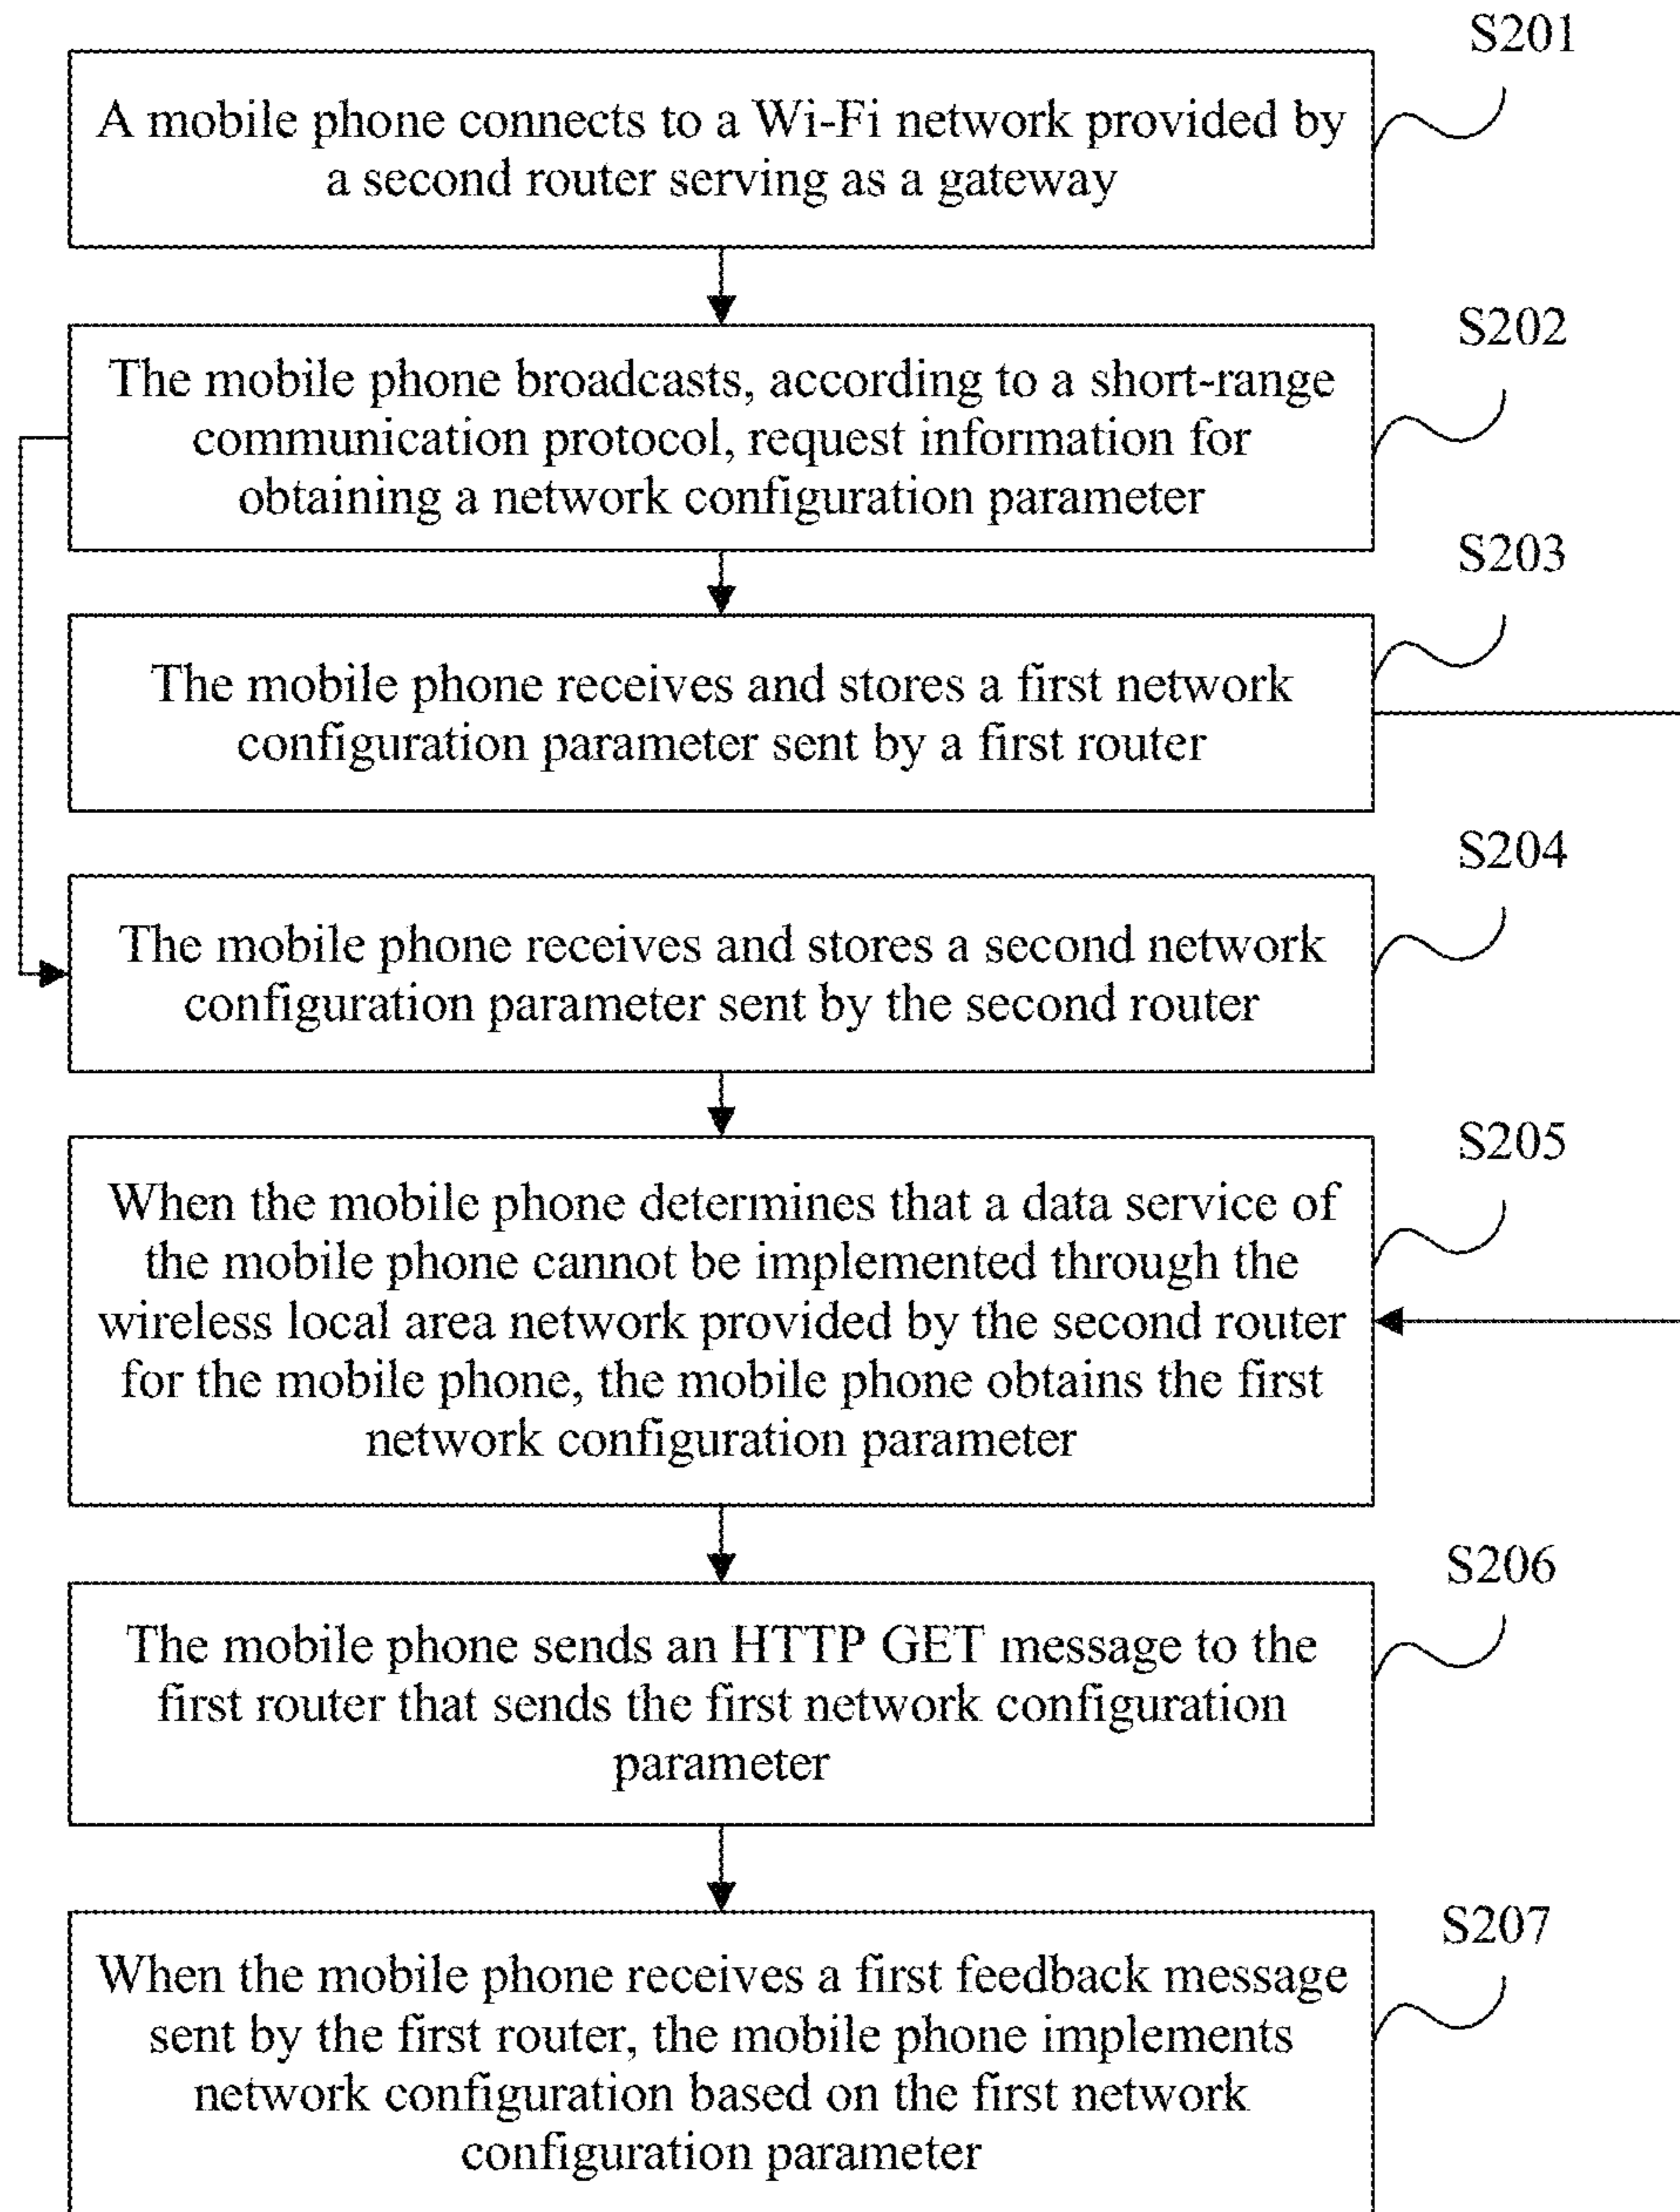 S201
A mobile phone connects to a Wi-Fi network provided by
a second router serving as a gateway
S202
The mobile phone broadcasts, according to a short-range
communication protocol, request information for
obtaining a network configuration parameter
S203
The mobile phone receives and stores a first network
configuration parameter sent by a first router
S204
The mobile phone receives and stores a second network
configuration parameter sent by the second router
S205
When the mobile phone determines that a data service of
the mobile phone cannot be implemented through the
wireless local area network provided by the second router
for the mobile phone, the mobile phone obtains the first
network configuration parameter
S206
The mobile phone sends an HTTP GET message to the
first router that sends the first network configuration
parameter
S207
When the mobile phone receives a first feedback message
sent by the first router, the mobile phone implements
network configuration based on the first network
configuration parameter